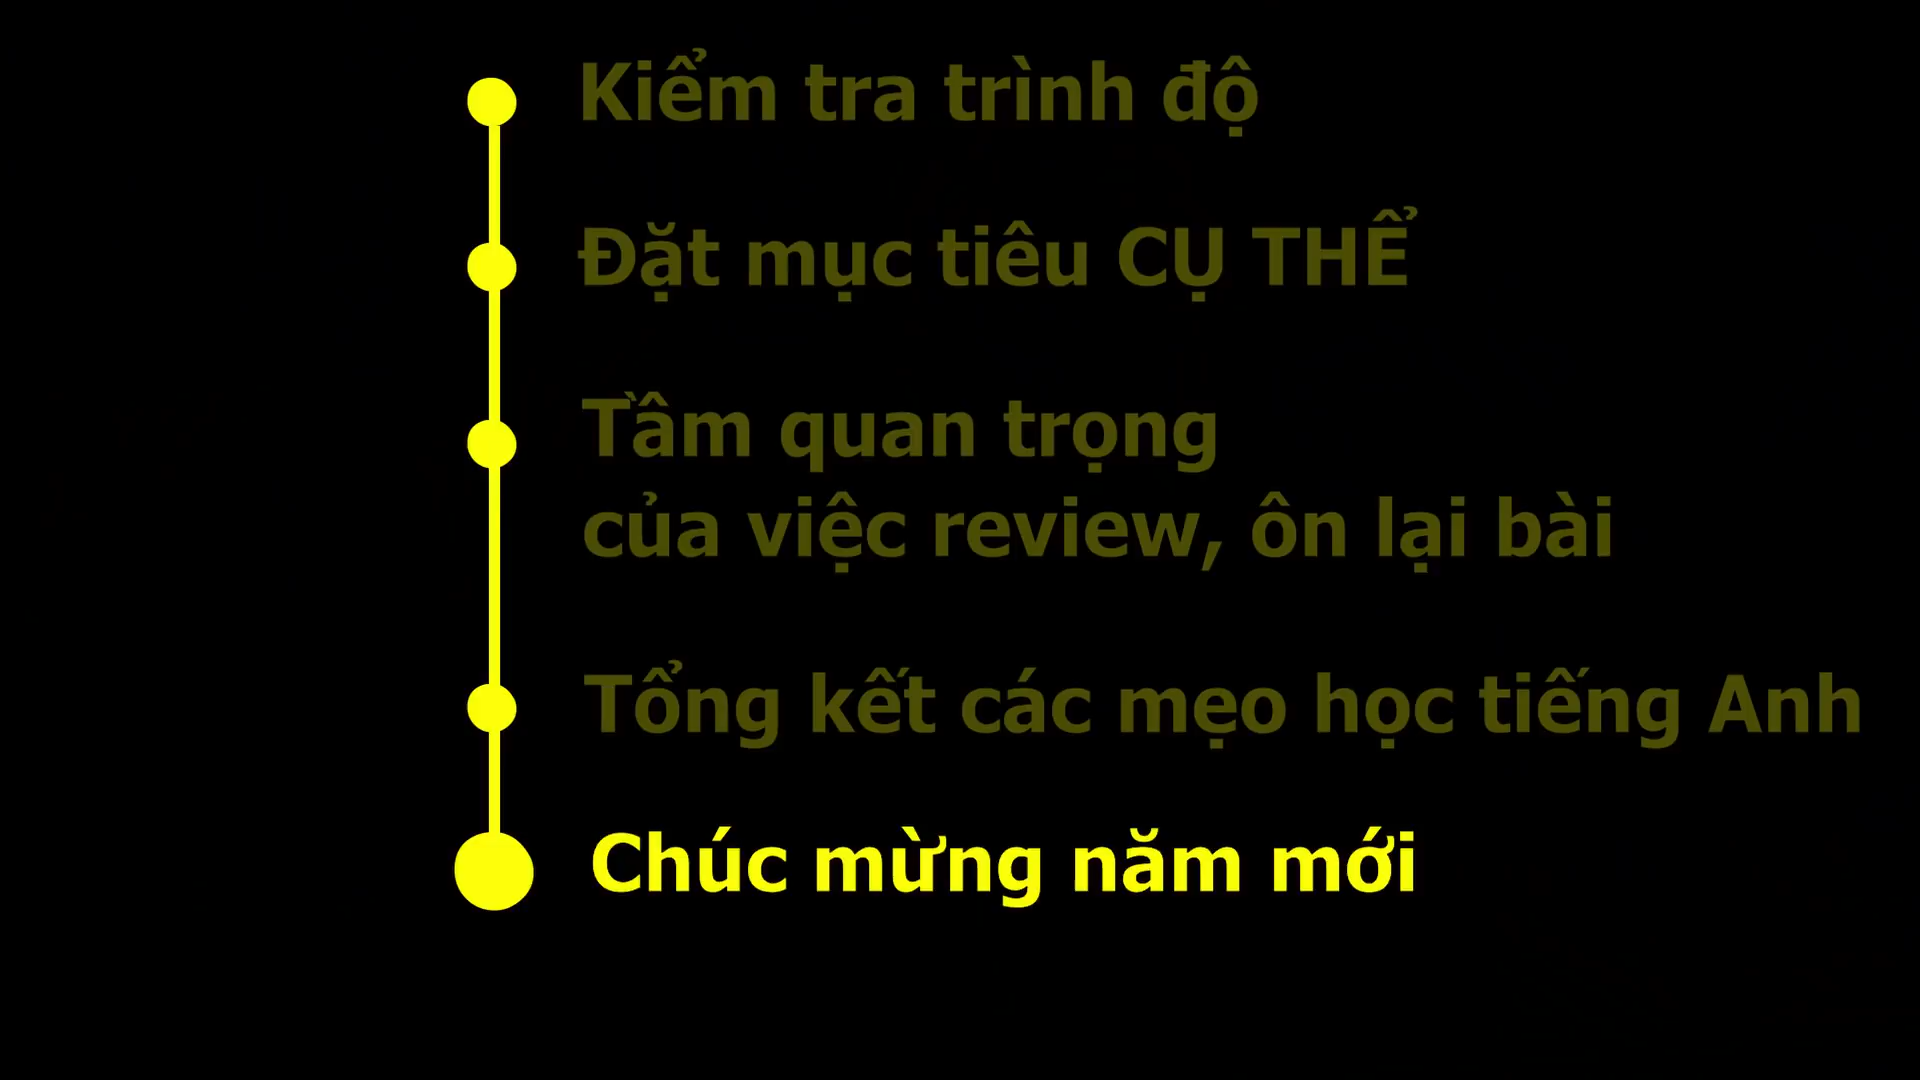 Kiểm tra trình độ
Đặt mục tiêu CỤ THỂ
Tầm quan trọng
của việc review, ôn lại bài
Tổng kết các mẹo học tiếng Anh
Chúc mừng năm mới